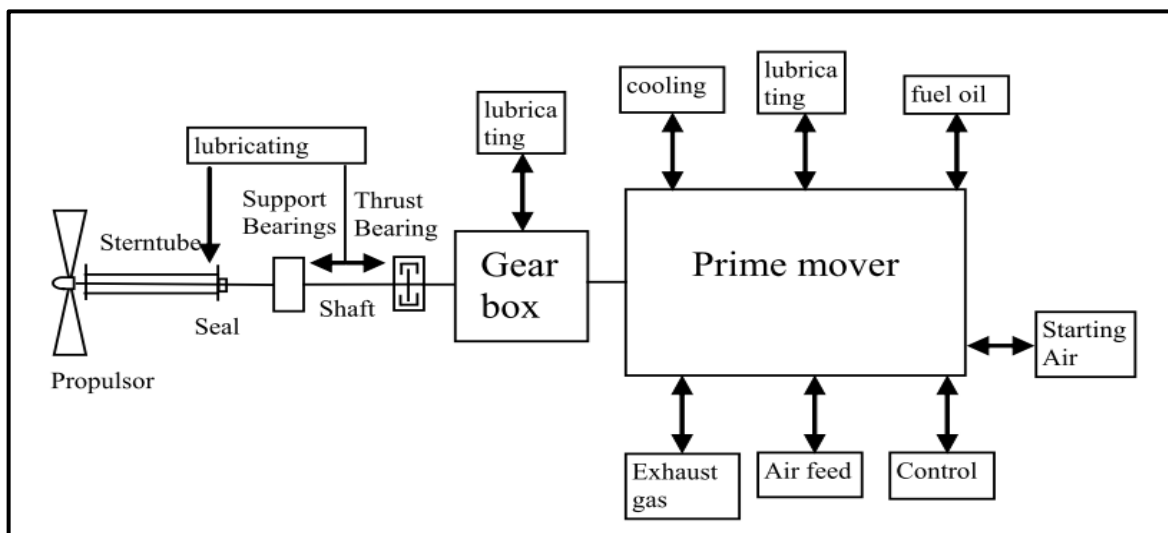 cooling
lubrica
ting
fuel oil
lubrica
ting
lubricating
Support
Bearings
Thrust
Bearing
Sterntube
Gear
box
Prime mover
Shaft
Seal
Starting
Air
Propulsor
Exhaust
gas
Air feed
Control